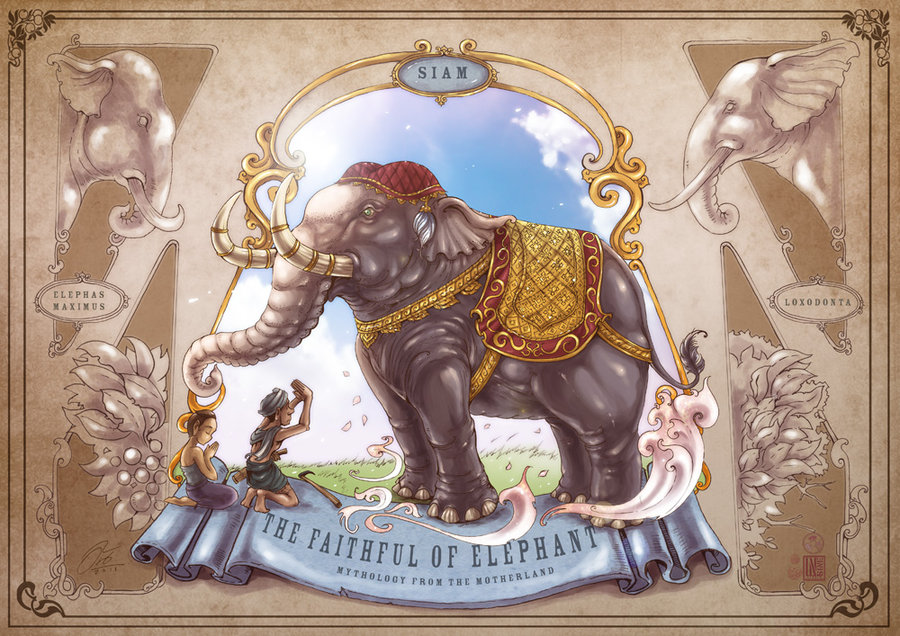 SIAM
ELEPHAS
MAXIMUS
LOXODONTA
THE FAITHFUL OF ELEPHANT
MYTHOLOGY FROM THE MOTHERLAND